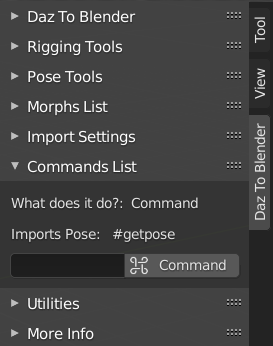 Daz To Blender
Rigging Tools
Pose Tools
Morphs List
Import Settings
Commands List
What does it do?: Command
Imports Pose: #getpose
Command
Utilities
More Info
Tool
View
Daz To Blender